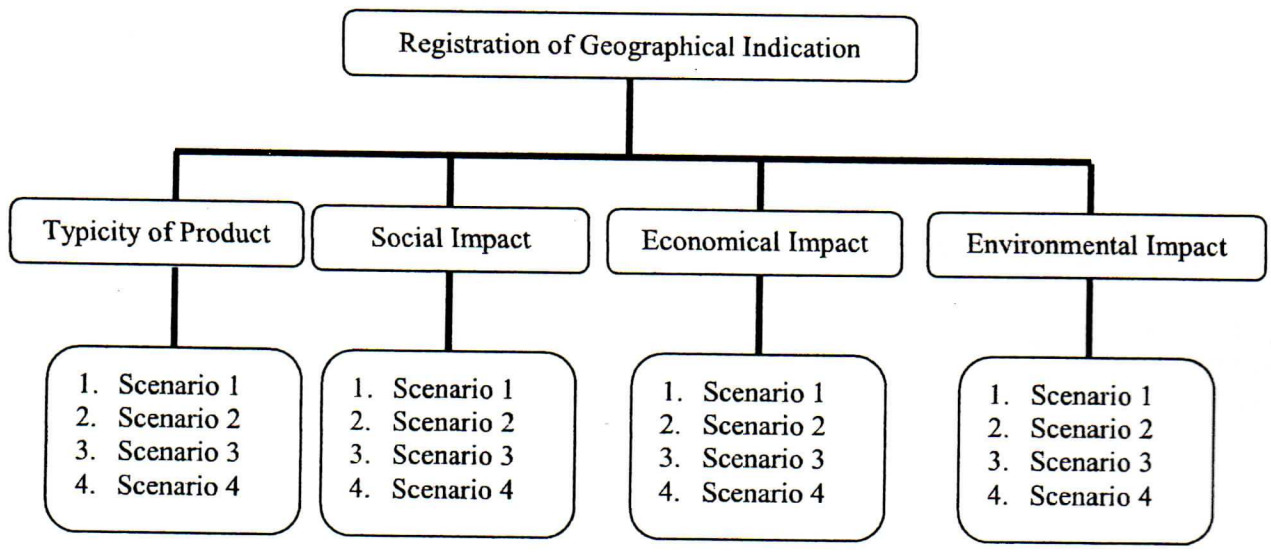 Registration of Geographical Indication
Typicity of Product
Social Impact
Economical Impact
Environmental Impact
1. Scenario 1
2. Scenario 2
3. Scenario 3
4. Scenario 4
1. Scenario 1
2. Scenario 2
3. Scenario 3
4. Scenario 4
1. Scenario 1
2. Scenario 2
3. Scenario 3
4. Scenario 4
1. Scenario 1
2. Scenario 2
3. Scenario 3
4. Scenario 4